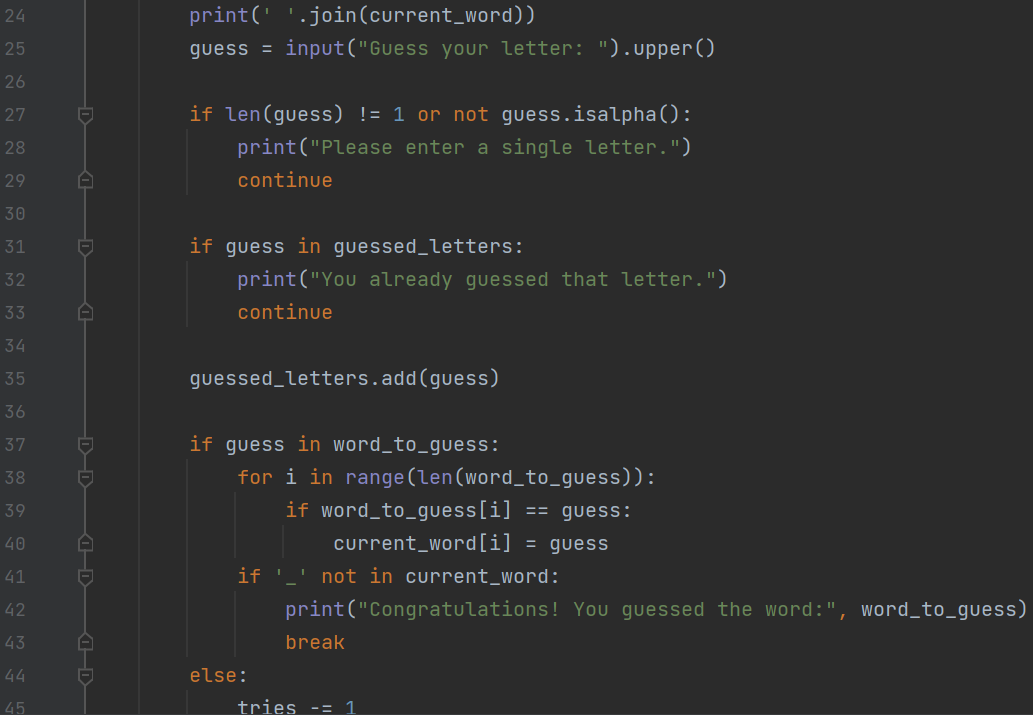 24 print(' '.join(current_word))
25 guess = input("Guess your letter: ").upper()
26
27 if len(guess) != 1 or not guess.isalpha():
28 print("Please enter a single letter.")
29 continue
30
31 if guess in guessed_letters:
32 print("You already guessed that letter.")
33 continue
34
35 guessed_letters.add(guess)
36
37 if guess in word_to_guess:
38 for i in range(len(word_to_guess)):
39 if word_to_guess[i] == guess:
40 current_word[i] = guess
41 if '_' not in current_word:
42 print("Congratulations! You guessed the word:", word_to_guess)
43 break
44 else:
45 tries -= 1